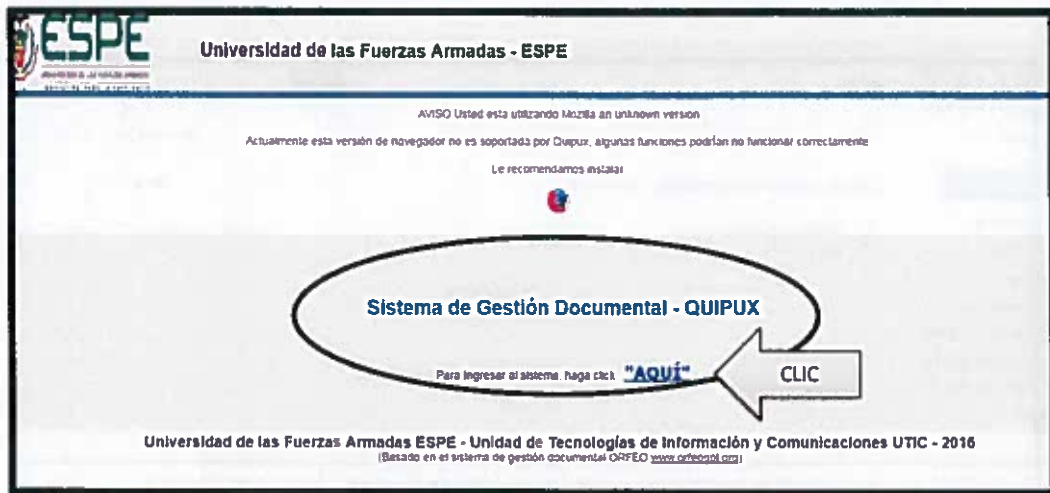 ESPE
Universidad de las Fuerzas Armadas - ESPE
AVISO Usted esta utilizando Mozilla an unknown version
Actualmente esta versión de navegador no es soportada por Quipux, algunas funciones podrían no funcionar correctamente
Le recomendamos instalar
Sistema de Gestión Documental - QUIPUX
Para ingresar al sistema, haga click "AQUÍ"
CLIC
Universidad de las Fuerzas Armadas ESPE - Unidad de Tecnologías de Información y Comunicaciones UTIC - 2016
(Basado en el sistema de gestión documental ORFEO www.orfeogpl.org)